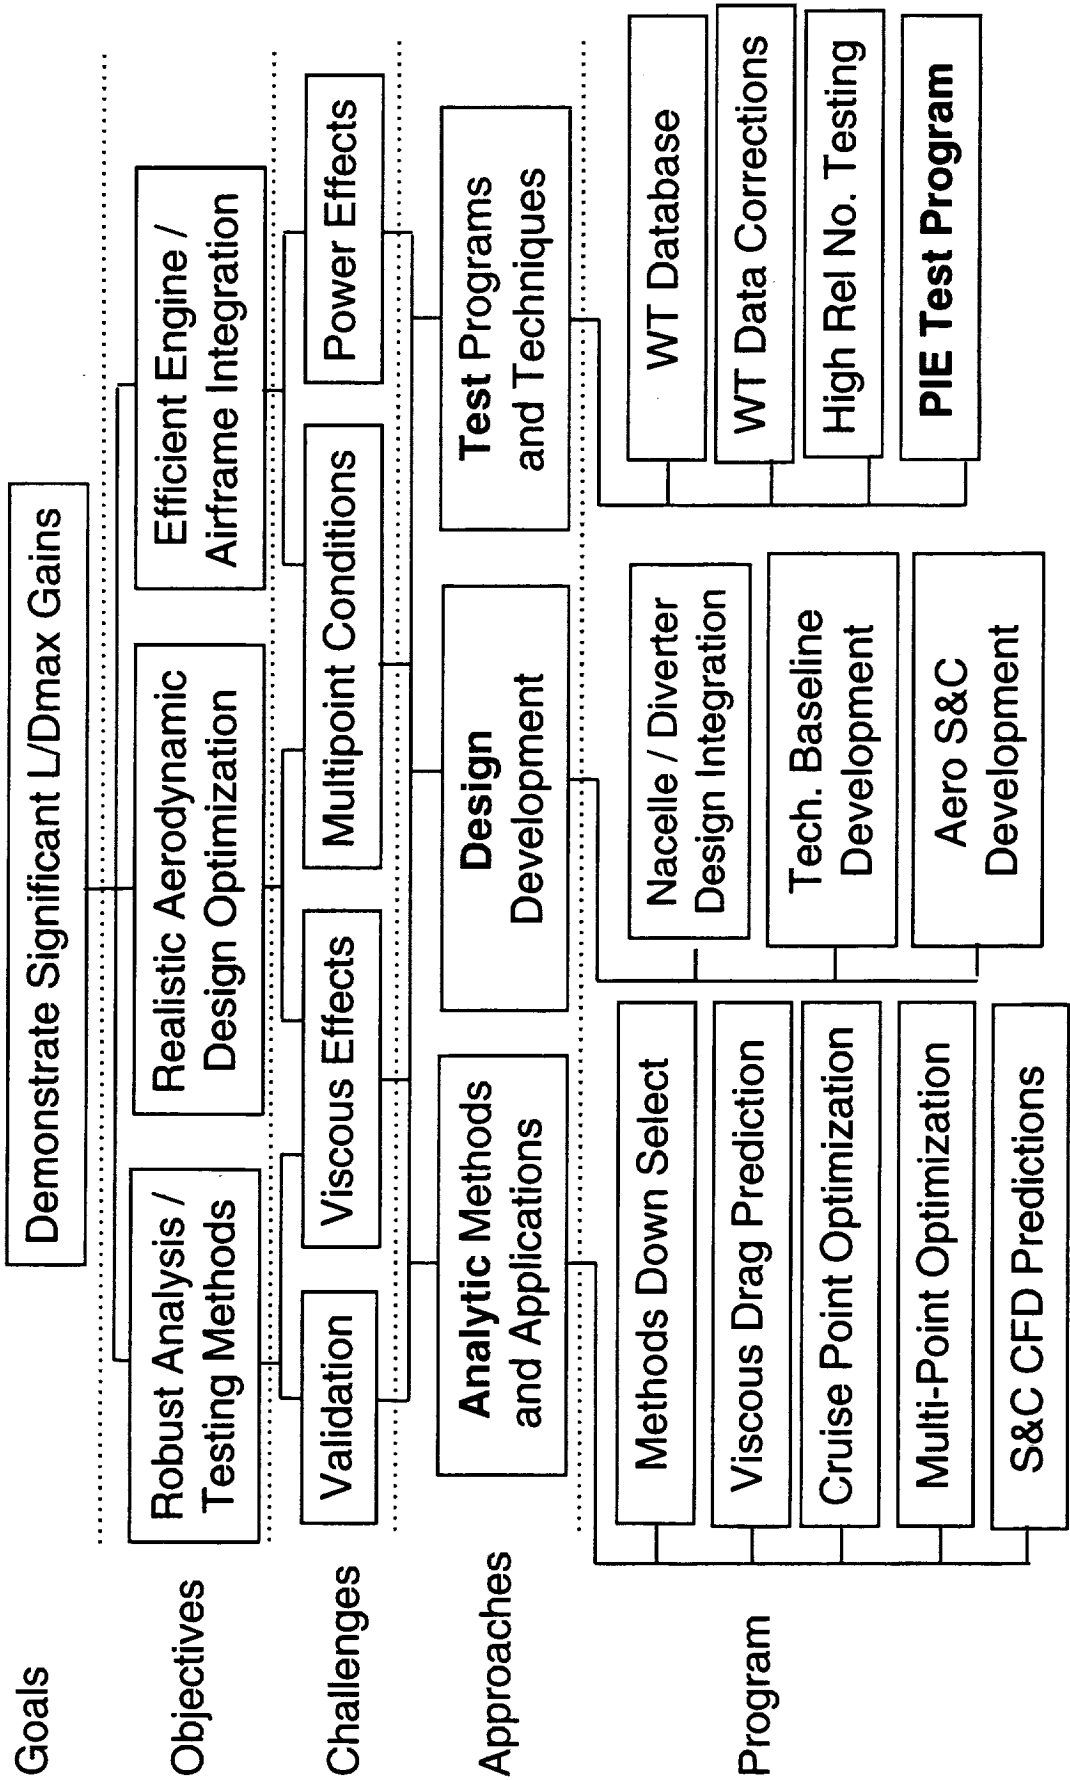 Goals
Demonstrate Significant L/Dmax Gains
Objectives
Robust Analysis /
Testing Methods
Realistic Aerodynamic
Design Optimization
Efficient Engine /
Airframe Integration
Challenges
Validation
Viscous Effects
Multipoint Conditions
Power Effects
Approaches
Analytic Methods
and Applications
Design
Development
Test Programs
and Techniques
Program
Methods Down Select
Viscous Drag Prediction
Cruise Point Optimization
Multi-Point Optimization
S&C CFD Predictions
Nacelle / Diverter
Design Integration
Tech. Baseline
Development
Aero S&C
Development
WT Database
WT Data Corrections
High Rel No. Testing
PIE Test Program